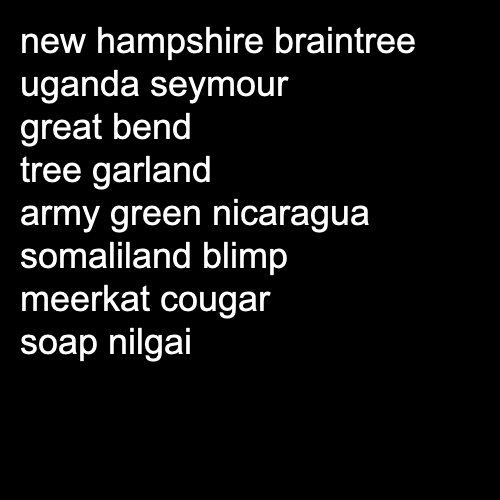 new hampshire braintree
uganda seymour
great bend
tree garland
army green nicaragua
somaliland blimp
meerkat cougar
soap nilgai